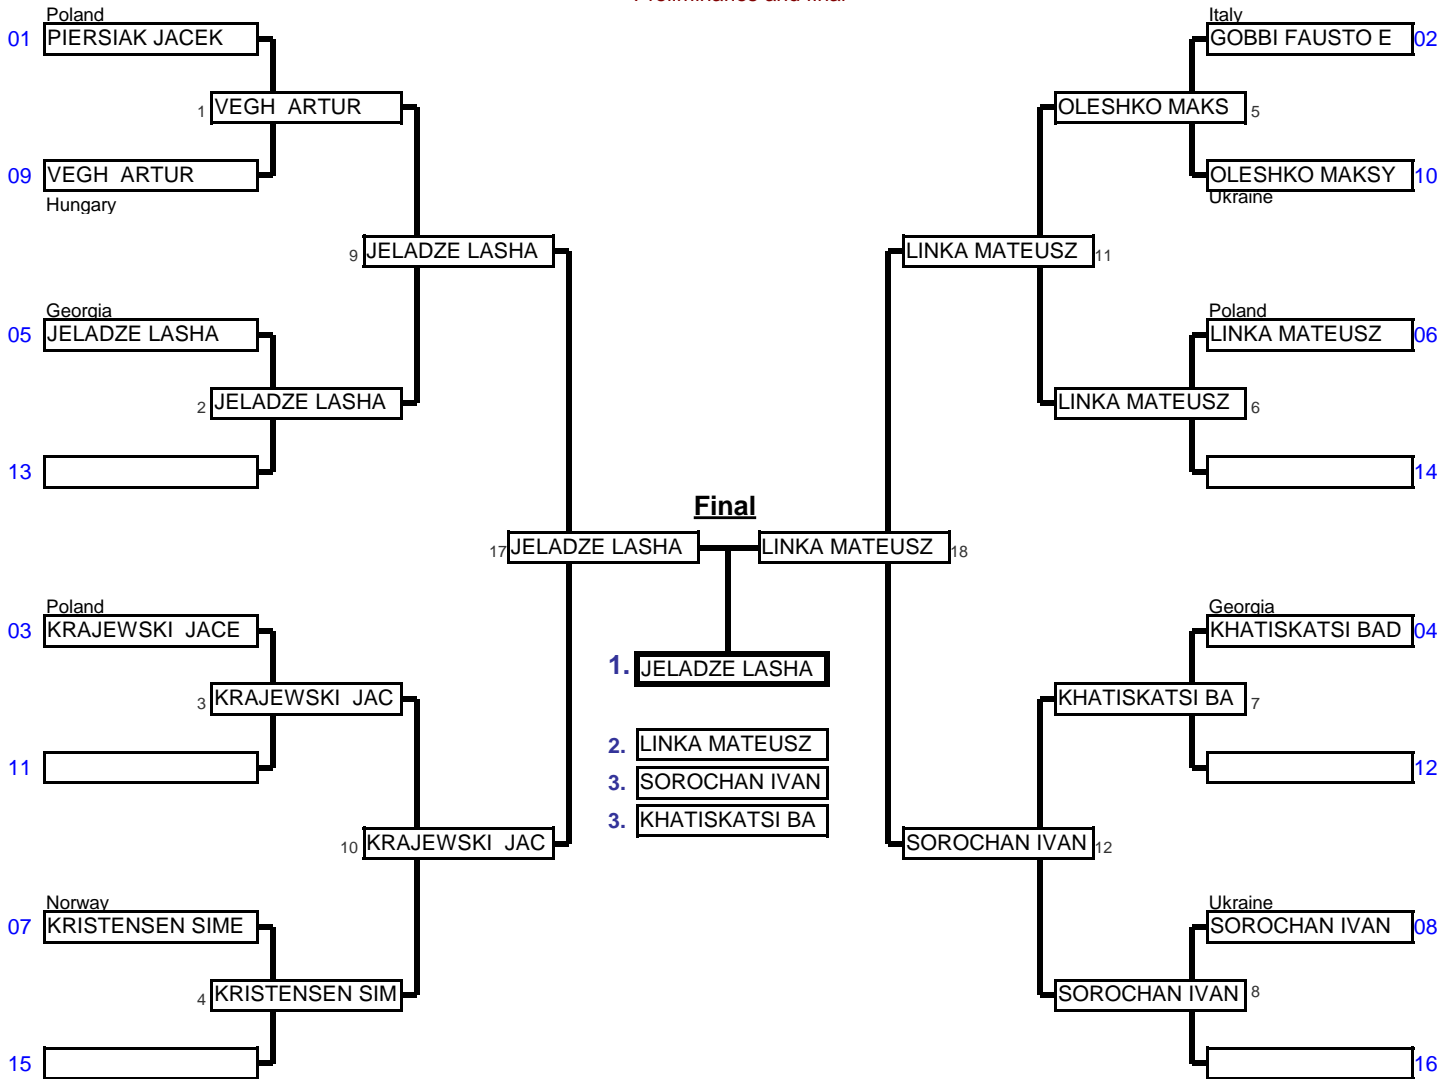 Preliminaries and final
Poland
01 PIERSIAK JACEK
1 VEGH ARTUR
09 VEGH ARTUR
Hungary
9 JELADZE LASHA
Georgia
05 JELADZE LASHA
2 JELADZE LASHA
13
17 JELADZE LASHA
Poland
03 KRAJEWSKI JACE
3 KRAJEWSKI JAC
11
10 KRAJEWSKI JAC
Norway
07 KRISTENSEN SIME
4 KRISTENSEN SIM
15
Final
1. JELADZE LASHA
2. LINKA MATEUSZ
3. SOROCHAN IVAN
3. KHATISKATSI BA
Italy
GOBBI FAUSTO E 02
OLESHKO MAKS 5
OLESHKO MAKSY 10
Ukraine
LINKA MATEUSZ 11
Poland
LINKA MATEUSZ 06
LINKA MATEUSZ 6
14
LINKA MATEUSZ 18
Georgia
KHATISKATSI BAD 04
KHATISKATSI BA 7
12
SOROCHAN IVAN 12
Ukraine
SOROCHAN IVAN 08
SOROCHAN IVAN 8
16